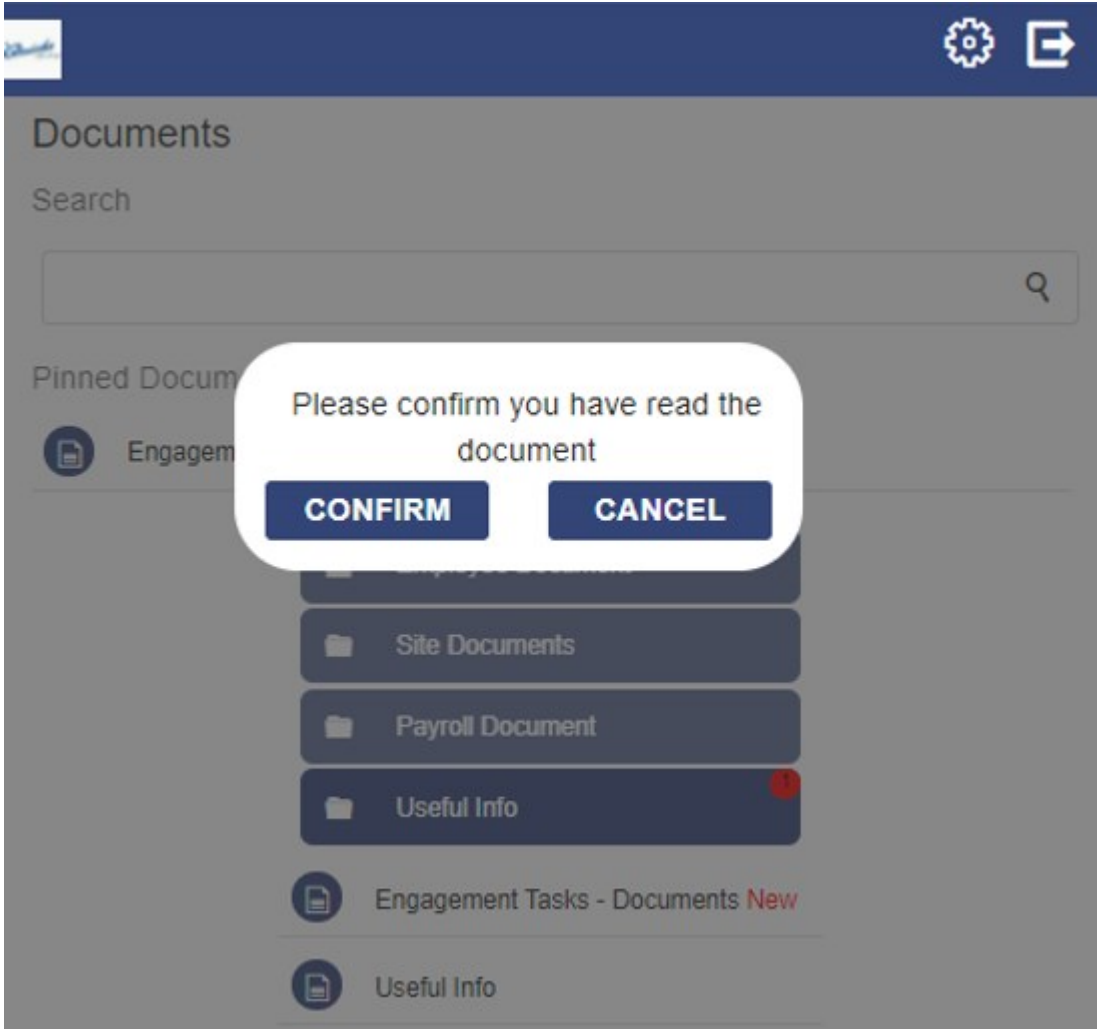 Documents
Search
Pinned Docum
Please confirm you have read the
document
Engagem
CONFIRM
CANCEL
Site Documents
Payroll Document
Useful Info
1
Engagement Tasks - Documents New
Useful Info